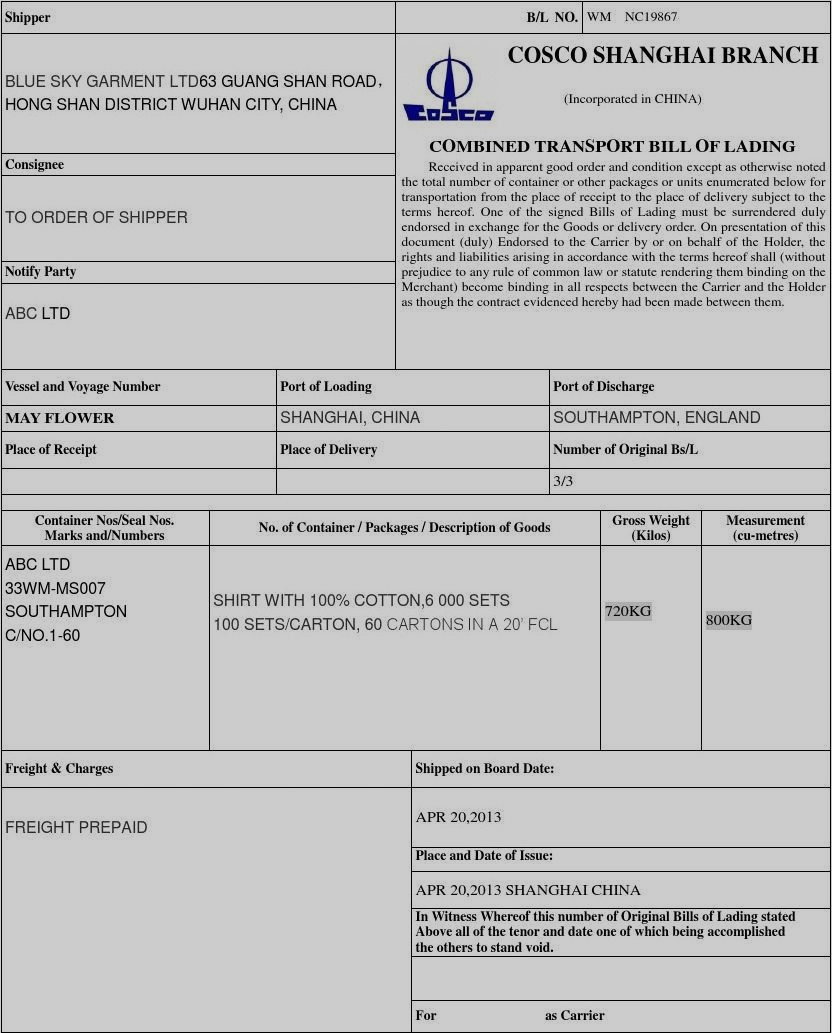 Shipper
B/L NO. WM NC19867
BLUE SKY GARMENT LTD63 GUANG SHAN ROAD,
HONG SHAN DISTRICT WUHAN CITY, CHINA
COSCO
COSCO SHANGHAI BRANCH
(Incorporated in CHINA)
COMBINED TRANSPORT BILL OF LADING
Received in apparent good order and condition except as otherwise noted
the total number of container or other packages or units enumerated below for
transportation from the place of receipt to the place of delivery subject to the
terms hereof. One of the signed Bills of Lading must be surrendered duly
endorsed in exchange for the Goods or delivery order. On presentation of this
document (duly) Endorsed to the Carrier by or on behalf of the Holder, the
rights and liabilities arising in accordance with the terms hereof shall (without
prejudice to any rule of common law or statute rendering them binding on the
Merchant) become binding in all respects between the Carrier and the Holder
as though the contract evidenced hereby had been made between them.
Consignee
TO ORDER OF SHIPPER
Notify Party
ABC LTD
Vessel and Voyage Number
Port of Loading
Port of Discharge
MAY FLOWER
SHANGHAI, CHINA
SOUTHAMPTON, ENGLAND
Place of Receipt
Place of Delivery
Number of Original Bs/L
3/3
Container Nos/Seal Nos.
Marks and/Numbers
No. of Container / Packages / Description of Goods
Gross Weight
(Kilos)
Measurement
(cu-metres)
ABC LTD
33WM-MS007
SOUTHAMPTON
C/NO.1-60
SHIRT WITH 100% COTTON,6 000 SETS
100 SETS/CARTON, 60 CARTONS IN A 20' FCL
720KG
800KG
Freight & Charges
FREIGHT PREPAID
Shipped on Board Date:
APR 20,2013
Place and Date of Issue:
APR 20,2013 SHANGHAI CHINA
In Witness Whereof this number of Original Bills of Lading stated
Above all of the tenor and date one of which being accomplished
the others to stand void.
For as Carrier